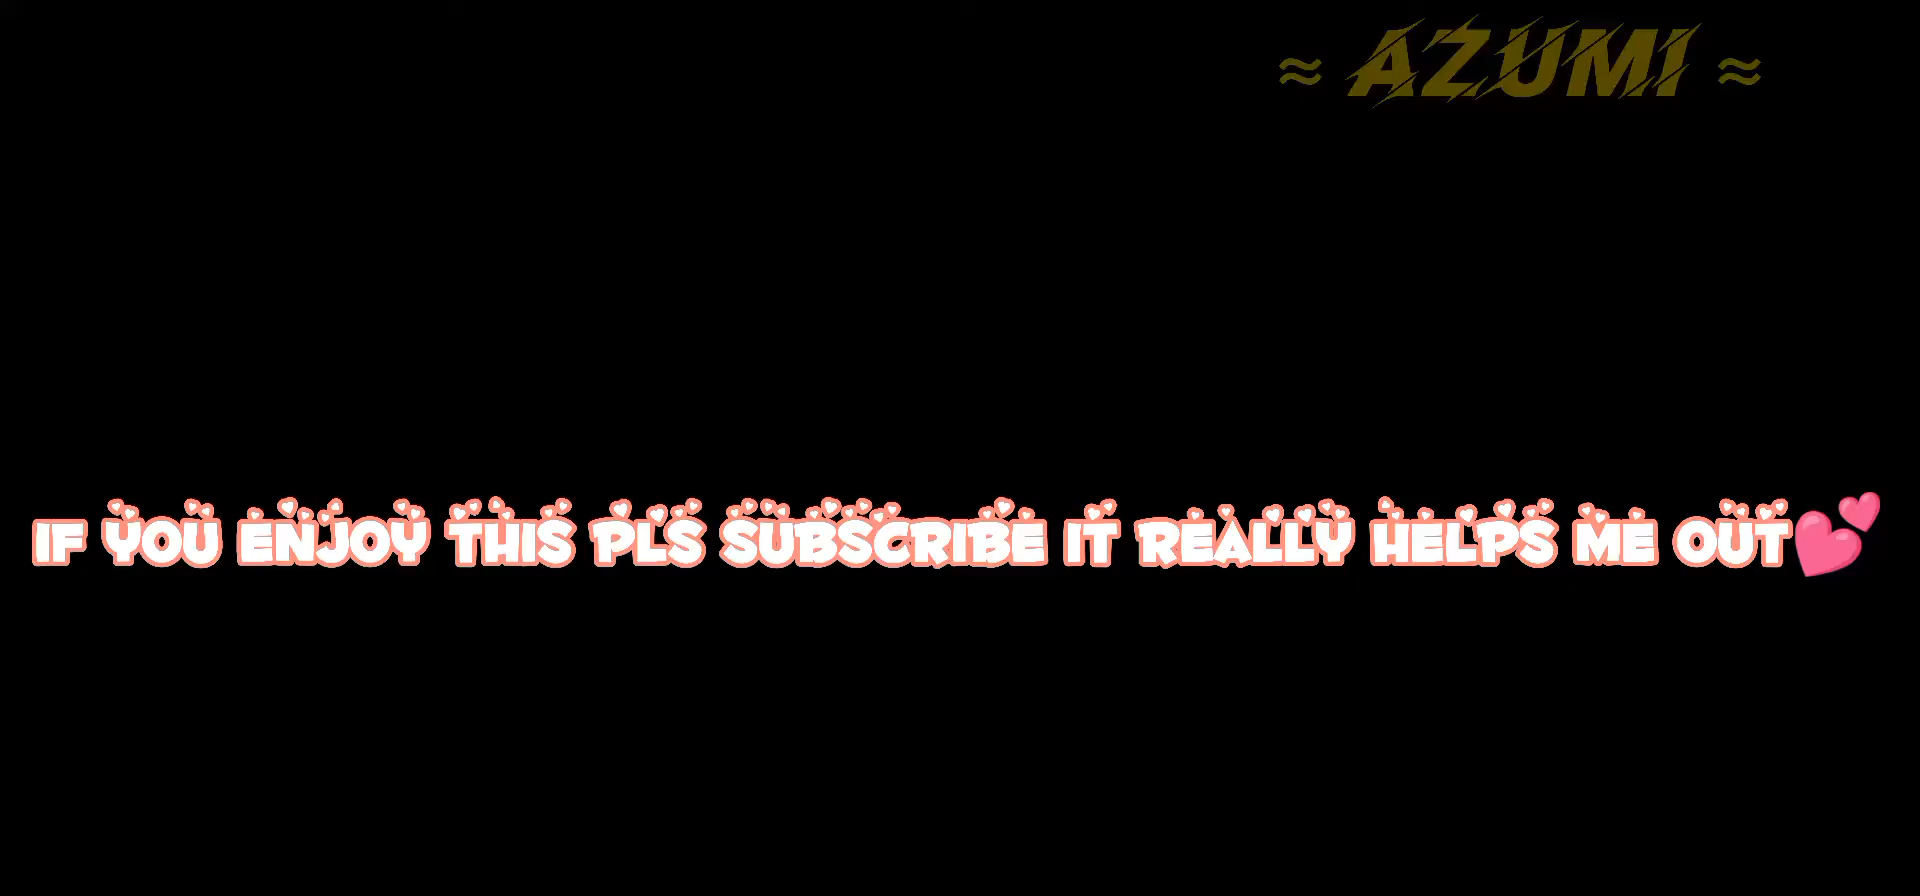 ≈ AZUMI ≈
IF YOU ENJOY THIS PLS SUBSCRIBE IT REALLY HELPS ME OUT💕